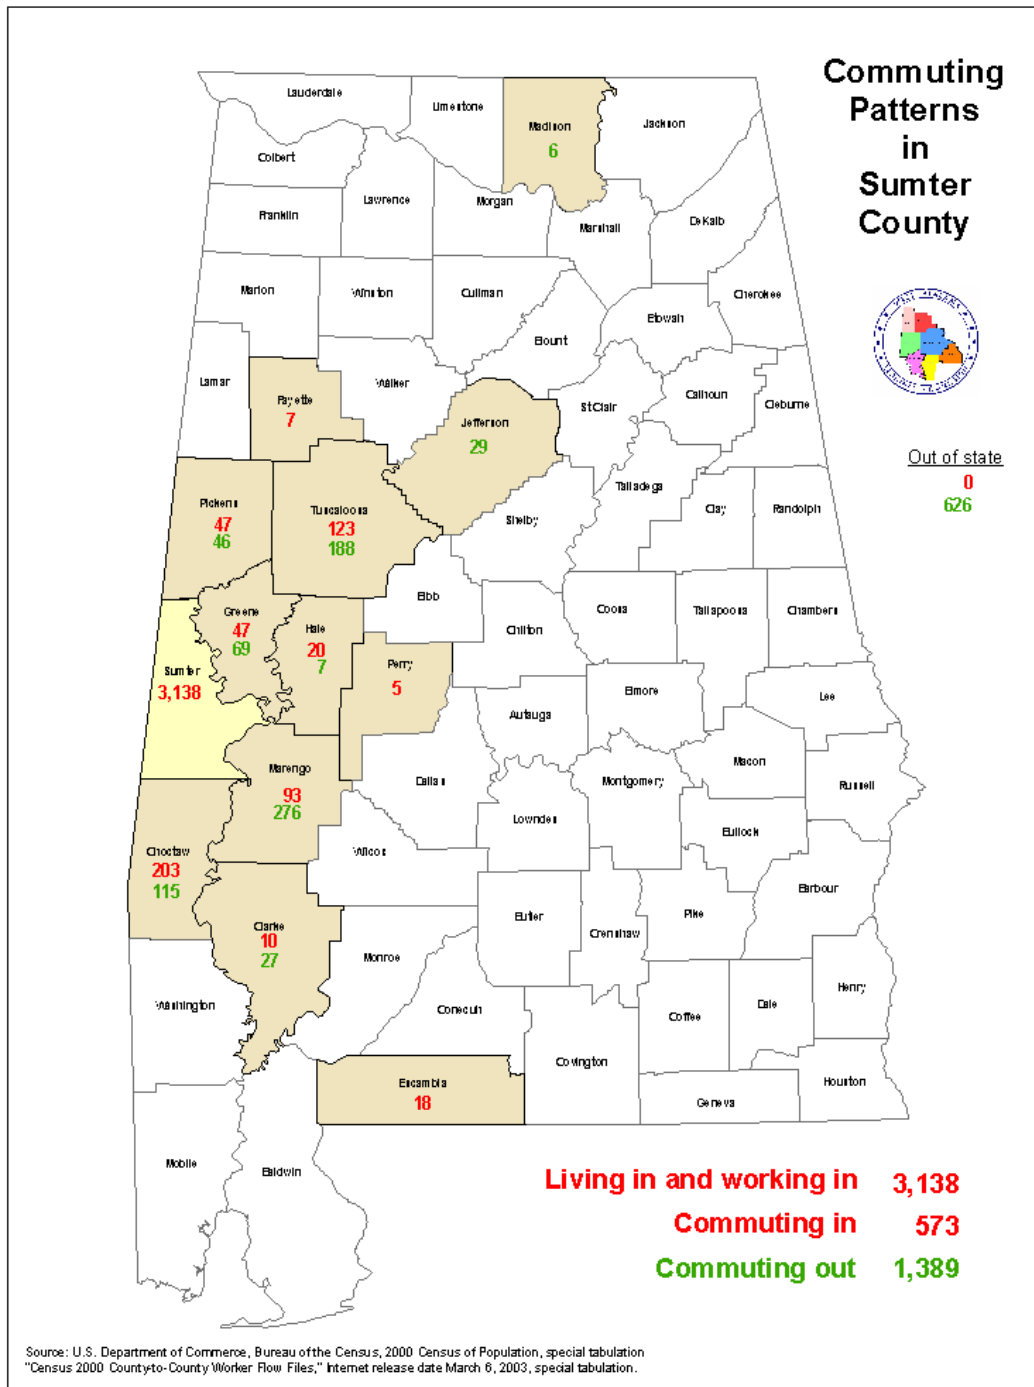 Commuting
Patterns
in
Sumter
County
Lauderdale
Limestone
Madison
6
Jackson
Colbert
Lawrence
Morgan
Franklin
Marshall
DeKalb
Marion
Winston
Cullman
Cherokee
Etowah
Blount
Lamar
Fayette
7
Walker
Jefferson
29
St Clair
Calhoun
Cleburne
Out of state
0
626
Pickens
47
46
Tuscaloosa
123
188
Shelby
Talladega
Clay
Randolph
Bibb
Greene
47
69
Hale
20
7
Chilton
Coosa
Tallapoosa
Chambers
Sumter
3,138
Perry
5
Elmore
Lee
Autauga
Marengo
93
276
Dallas
Montgomery
Macon
Russell
Lowndes
Bullock
Choctaw
203
115
Wilcox
Barbour
Clarke
10
27
Butler
Crenshaw
Pike
Monroe
Washington
Conecuh
Coffee
Dale
Henry
Covington
Escambia
18
Geneva
Houston
Mobile
Baldwin
Living in and working in 3,138
Commuting in 573
Commuting out 1,389
Source: U.S. Department of Commerce, Bureau of the Census, 2000 Census of Population, special tabulation
"Census 2000 County-to-County Worker Flow Files," Internet release date March 6, 2003, special tabulation.